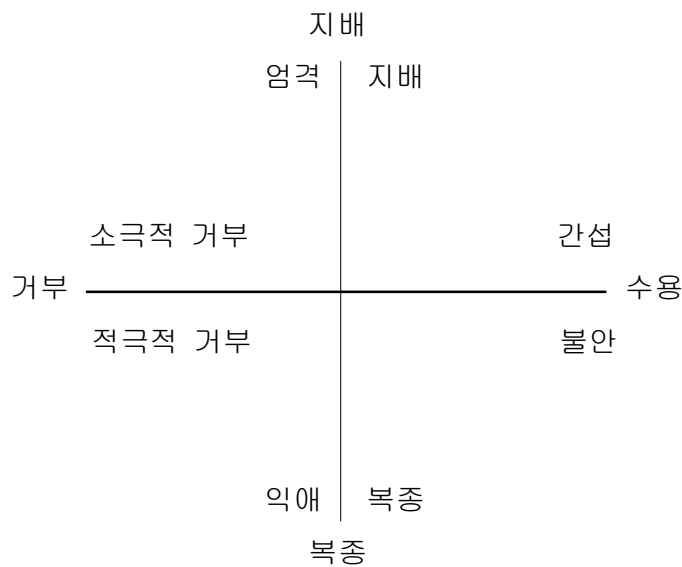 지배
엄격 지배
소극적 거부 간섭
거부 수용
적극적 거부 불안
익애 복종
복종